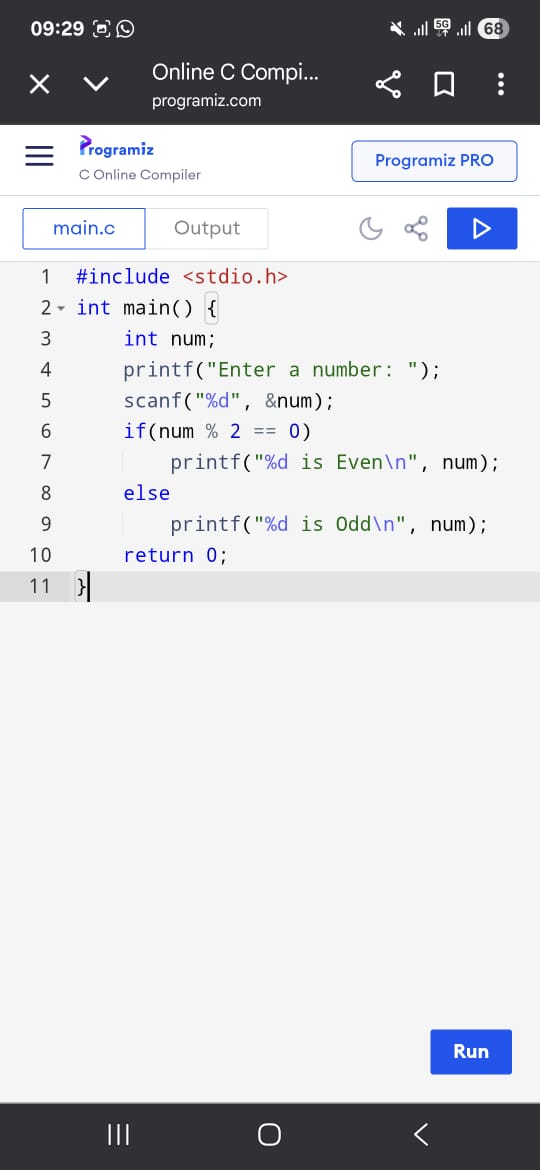 09:29 5G 68
Online C Compi...
programiz.com
Programiz
C Online Compiler
Programiz PRO
main.c Output
1 #include <stdio.h>
2 int main() {
3     int num;
4     printf("Enter a number: ");
5     scanf("%d", &num);
6     if(num % 2 == 0)
7         printf("%d is Even\n", num);
8     else
9         printf("%d is Odd\n", num);
10     return 0;
11 }
Run